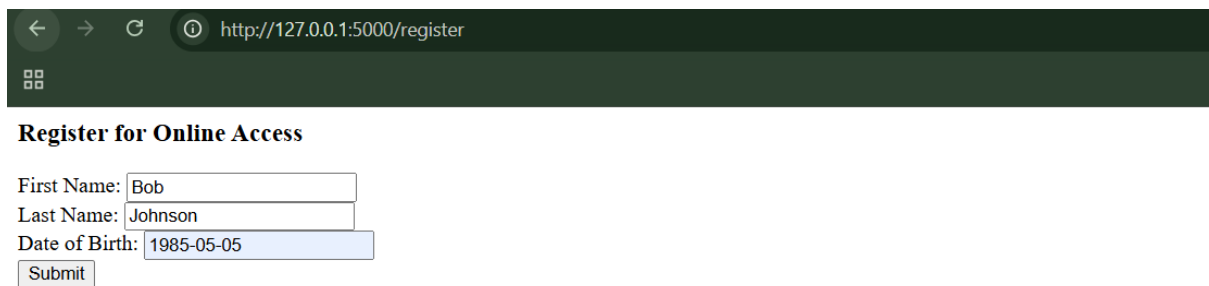 http://127.0.0.1:5000/register
Register for Online Access
First Name: Bob
Last Name: Johnson
Date of Birth: 1985-05-05
Submit